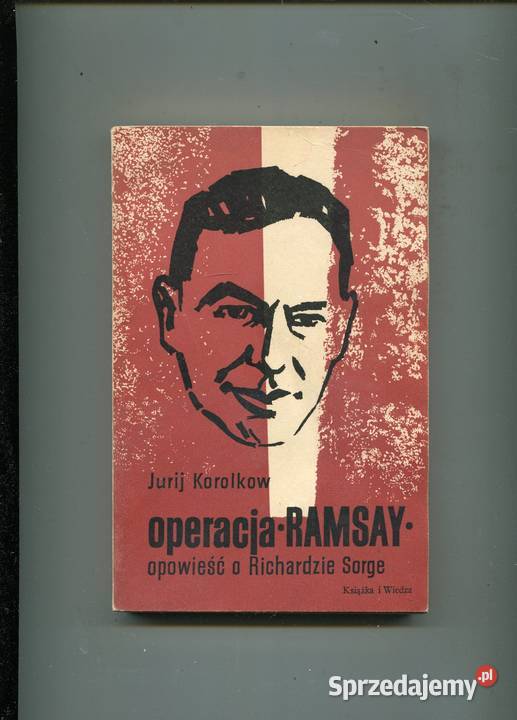 Jurij Korolkow
operacja·RAMSAY·
opowieść o Richardzie Sorge
Książka i Wiedza
Sprzedajemy.pl